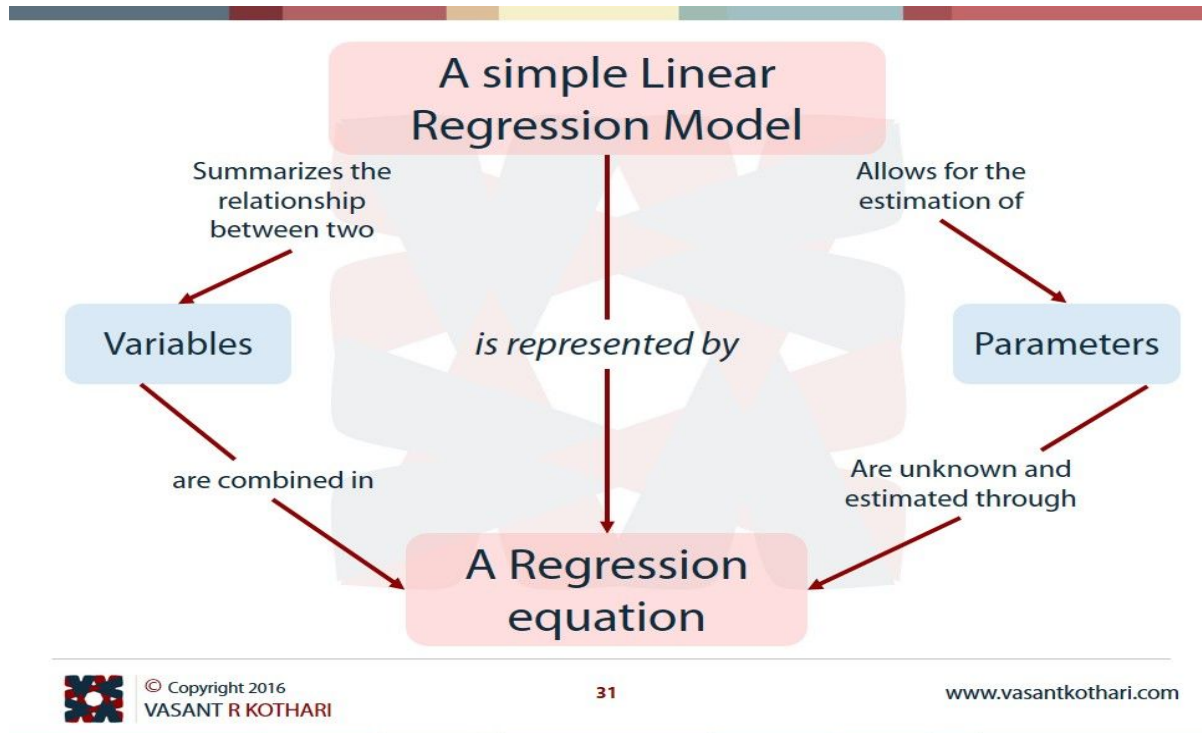 A simple Linear
Regression Model
Summarizes the
relationship
between two
Allows for the
estimation of
Variables
is represented by
Parameters
are combined in
Are unknown and
estimated through
A Regression
equation
© Copyright 2016
VASANT R KOTHARI
31
www.vasantkothari.com